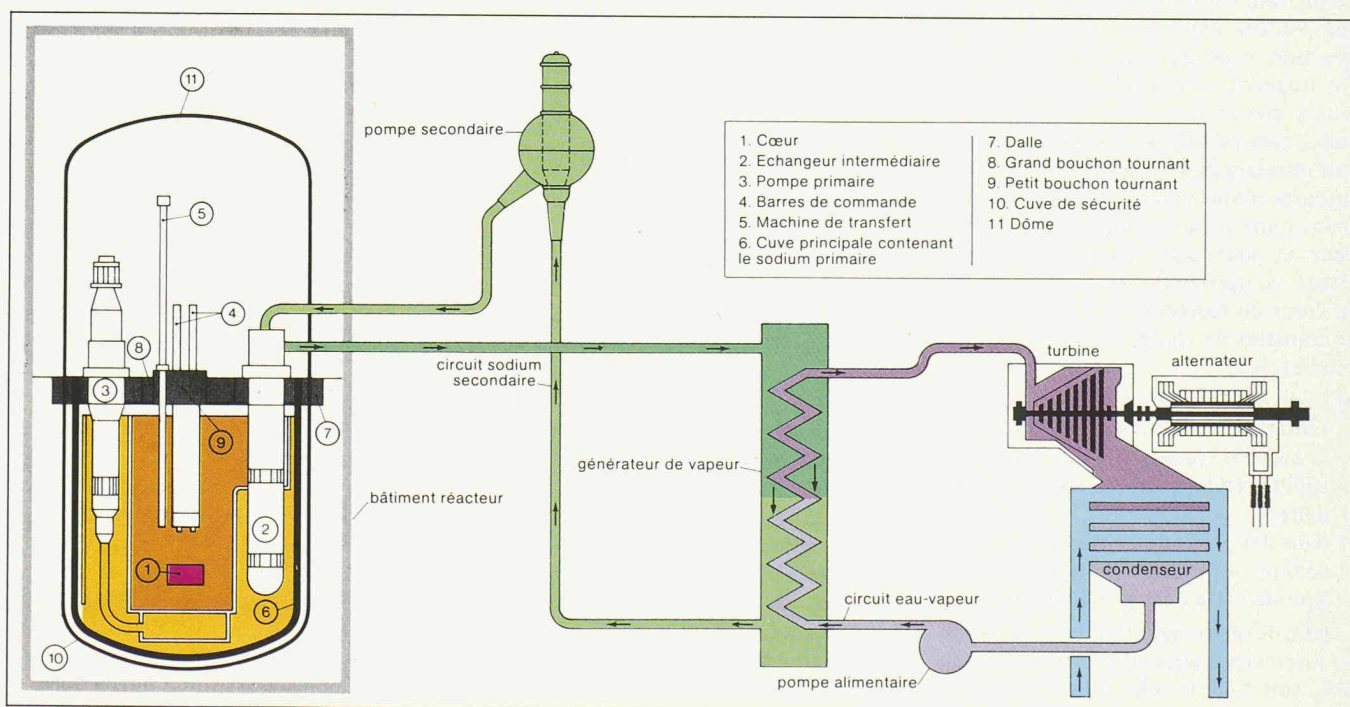 11
pompe secondaire
5
4
8
3
9
7
2
1
6
10
bâtiment réacteur
circuit sodium
secondaire
1. Cœur
2. Echangeur intermédiaire
3. Pompe primaire
4. Barres de commande
5. Machine de transfert
6. Cuve principale contenant
le sodium primaire
7. Dalle
8. Grand bouchon tournant
9. Petit bouchon tournant
10. Cuve de sécurité
11 Dôme
générateur de vapeur
turbine
alternateur
condenseur
circuit eau-vapeur
pompe alimentaire